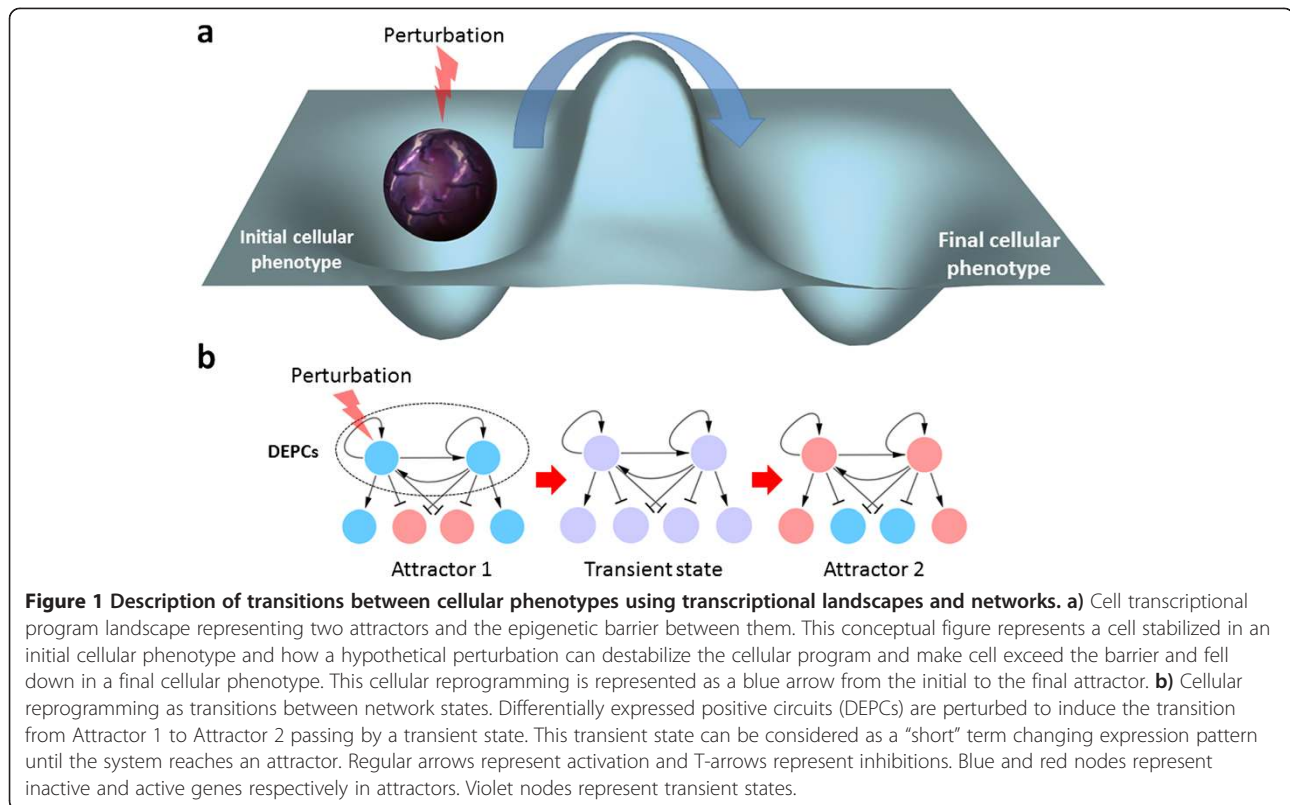 a
Perturbation
Initial cellular
phenotype
Final cellular
phenotype
b
Perturbation
DEPCs
Attractor 1
Transient state
Attractor 2
Figure 1 Description of transitions between cellular phenotypes using transcriptional landscapes and networks. a) Cell transcriptional
program landscape representing two attractors and the epigenetic barrier between them. This conceptual figure represents a cell stabilized in an
initial cellular phenotype and how a hypothetical perturbation can destabilize the cellular program and make cell exceed the barrier and fell
down in a final cellular phenotype. This cellular reprogramming is represented as a blue arrow from the initial to the final attractor. b) Cellular
reprogramming as transitions between network states. Differentially expressed positive circuits (DEPCs) are perturbed to induce the transition
from Attractor 1 to Attractor 2 passing by a transient state. This transient state can be considered as a “short” term changing expression pattern
until the system reaches an attractor. Regular arrows represent activation and T-arrows represent inhibitions. Blue and red nodes represent
inactive and active genes respectively in attractors. Violet nodes represent transient states.